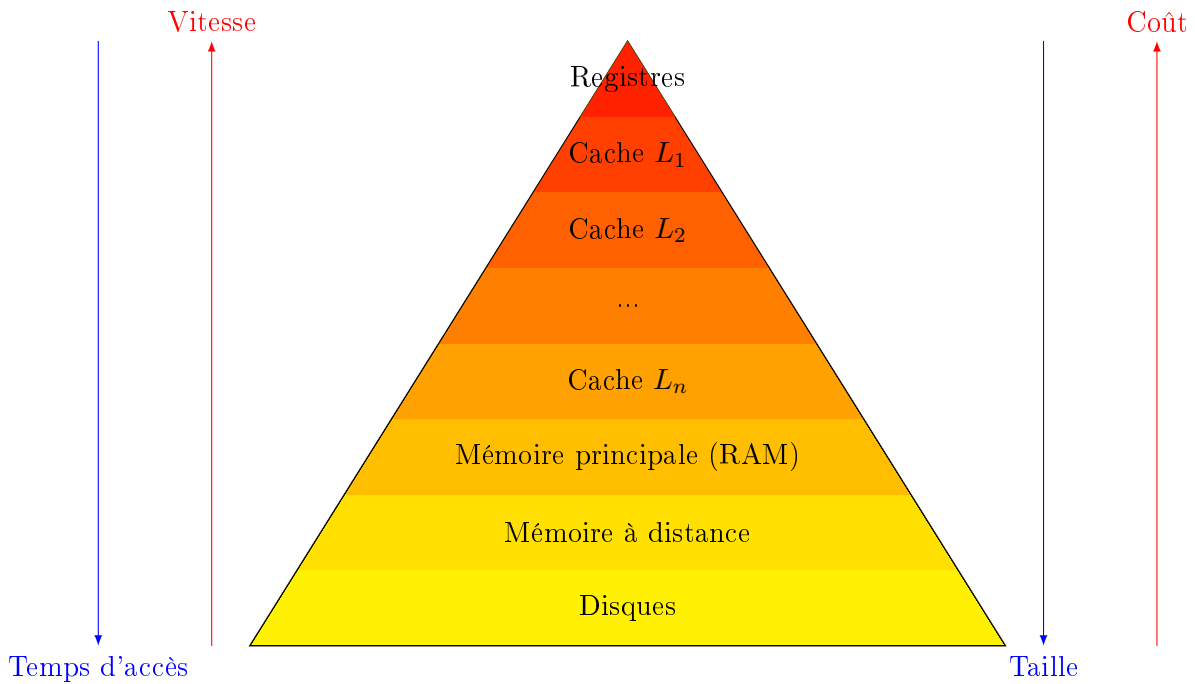 Vitesse
Coût
Registres
Cache L₁
Cache L₂
...
Cache Lₙ
Mémoire principale (RAM)
Mémoire à distance
Disques
Temps d'accès
Taille